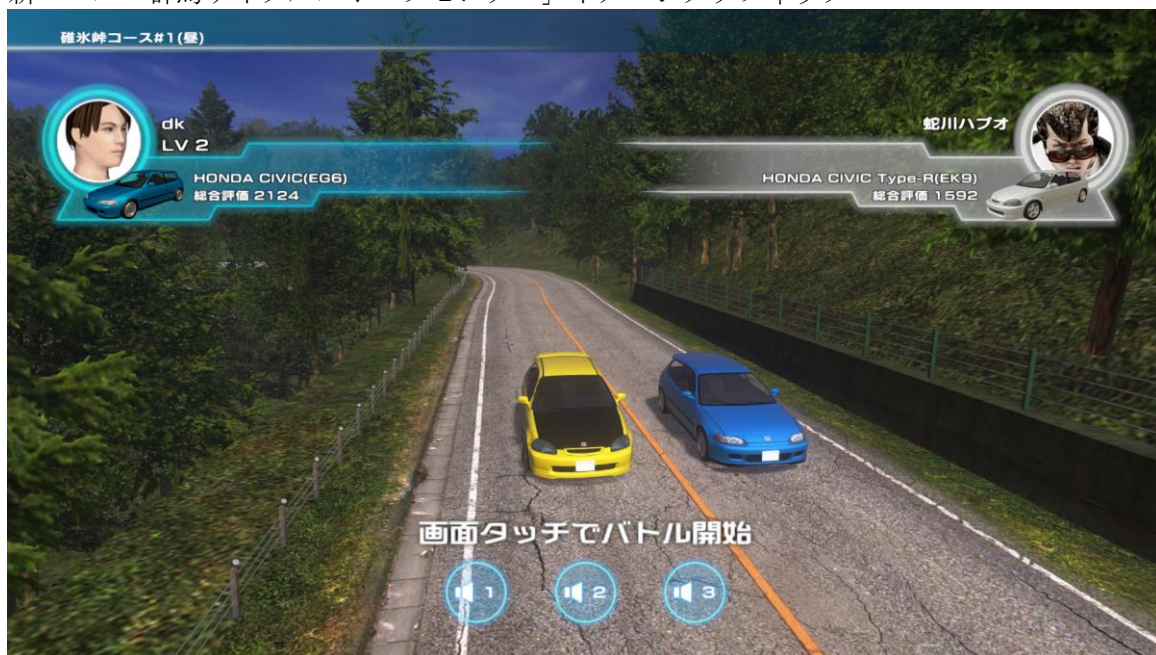 碓氷峠コース#1(昼)
dk
LV 2
HONDA CIVIC(EG6)
総合評価 2124
蛇川ハブオ
HONDA CIVIC Type-R(EK9)
総合評価 1592
画面タッチでバトル開始
1 2 3